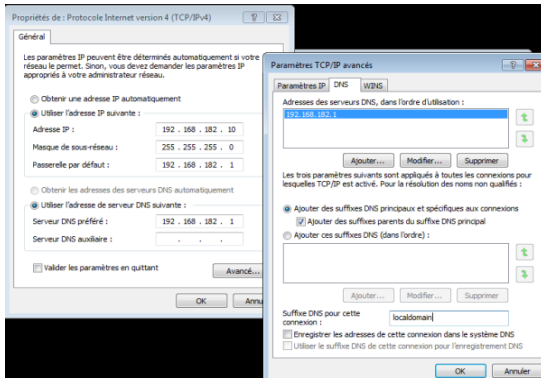 Propriétés de : Protocole Internet version 4 (TCP/IPv4)
Général
Les paramètres IP peuvent être déterminés automatiquement si votre
réseau le permet. Sinon, vous devez demander les paramètres IP
appropriés à votre administrateur réseau.
Obtenir une adresse IP automatiquement
Utiliser l'adresse IP suivante :
Adresse IP : 192 . 168 . 182 . 10
Masque de sous-réseau : 255 . 255 . 255 . 0
Passerelle par défaut : 192 . 168 . 182 . 1
Obtenir les adresses des serveurs DNS automatiquement
Utiliser l'adresse de serveur DNS suivante :
Serveur DNS préféré : 192 . 168 . 182 . 1
Serveur DNS auxiliaire : . . .
Valider les paramètres en quittant
Avancé...
OK Annu
Paramètres TCP/IP avancés
Paramètres IP DNS WINS
Adresses des serveurs DNS, dans l'ordre d'utilisation :
192.168.182.1
Ajouter... Modifier... Supprimer
Les trois paramètres suivants sont appliqués à toutes les connexions pour
lesquelles TCP/IP est activé. Pour la résolution des noms non qualifiés :
Ajouter des suffixes DNS principaux et spécifiques aux connexions
Ajouter des suffixes parents du suffixe DNS principal
Ajouter ces suffixes DNS (dans l'ordre) :
Ajouter... Modifier... Supprimer
Suffixe DNS pour cette
connexion : localdomain
Enregistrer les adresses de cette connexion dans le système DNS
Utiliser le suffixe DNS de cette connexion pour l'enregistrement DNS
OK Annuler